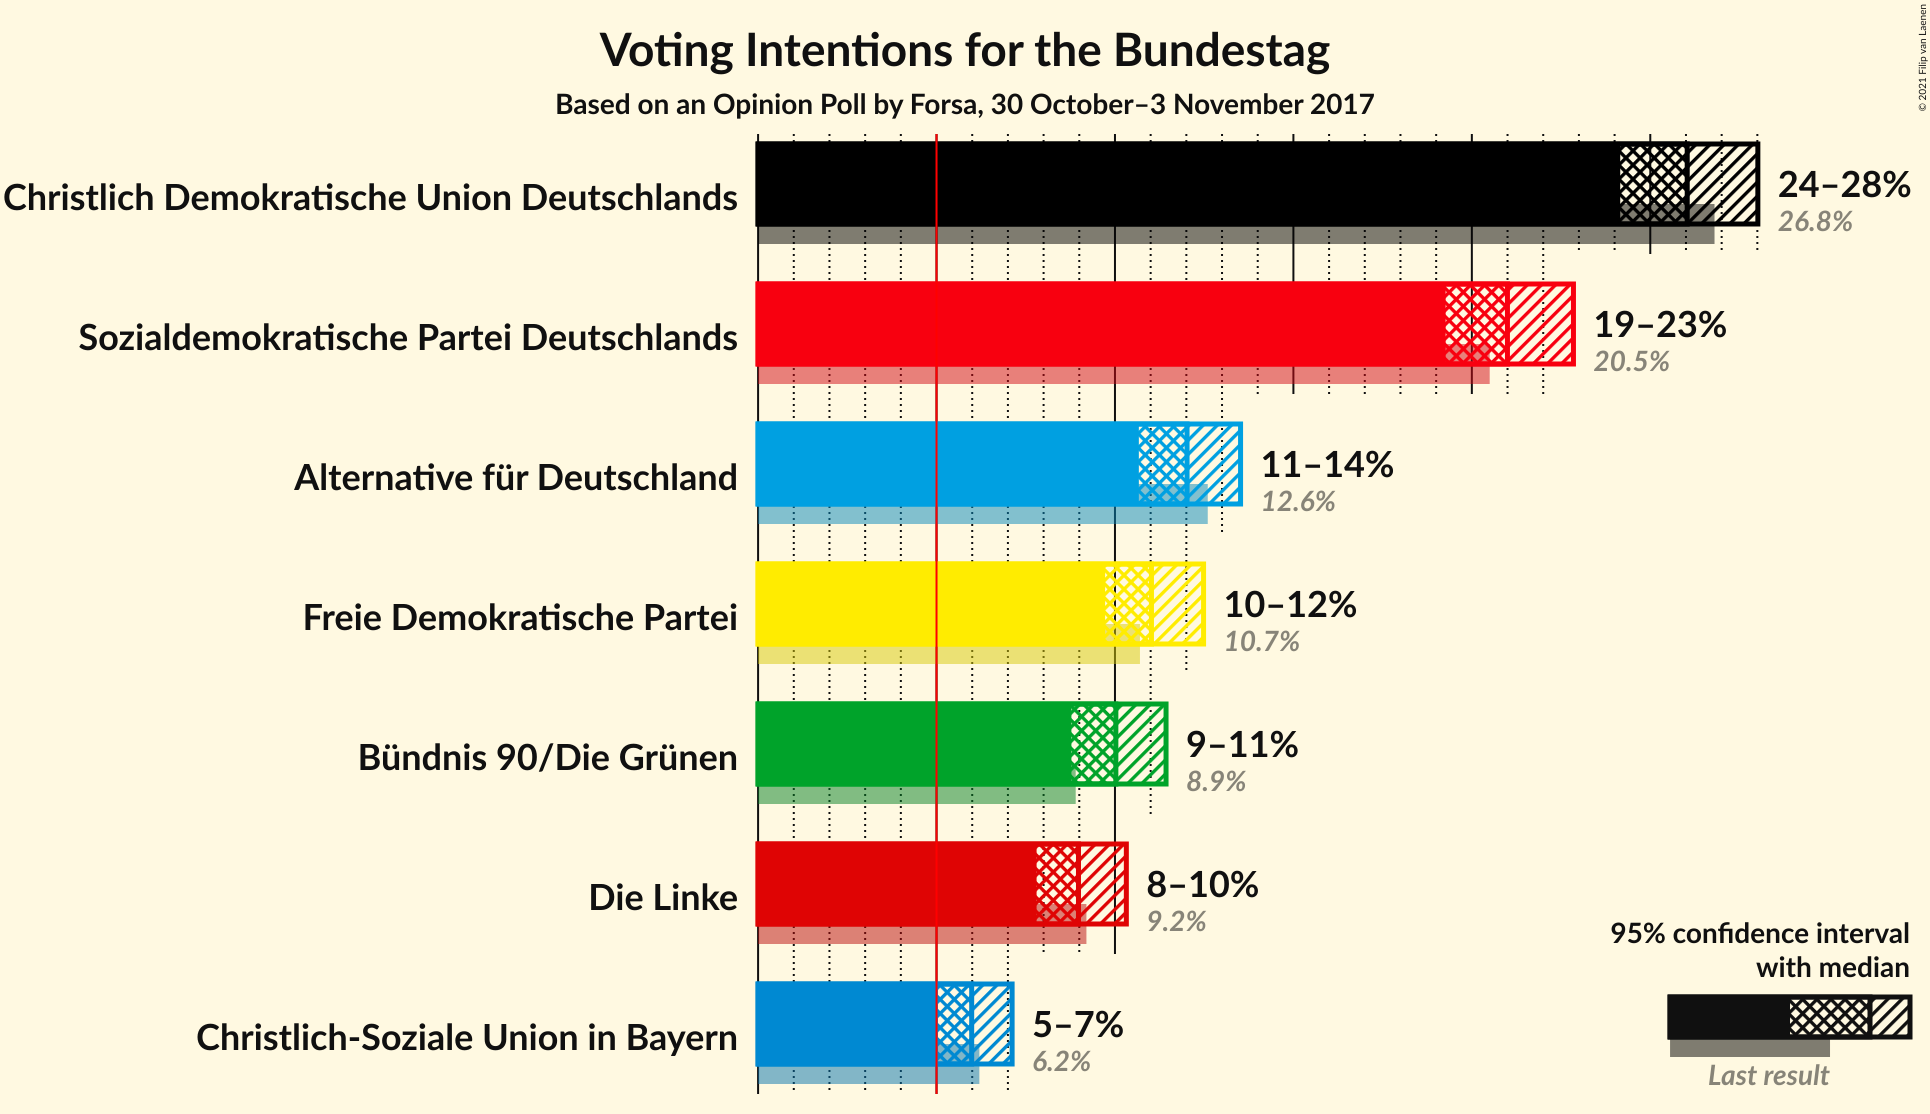 Voting Intentions for the Bundestag
Based on an Opinion Poll by Forsa, 30 October–3 November 2017
© 2021 Filip van Laenen
Christlich Demokratische Union Deutschlands
24–28%
26.8%
Sozialdemokratische Partei Deutschlands
19–23%
20.5%
Alternative für Deutschland
11–14%
12.6%
Freie Demokratische Partei
10–12%
10.7%
Bündnis 90/Die Grünen
9–11%
8.9%
Die Linke
8–10%
9.2%
Christlich-Soziale Union in Bayern
5–7%
6.2%
95% confidence interval
with median
Last result